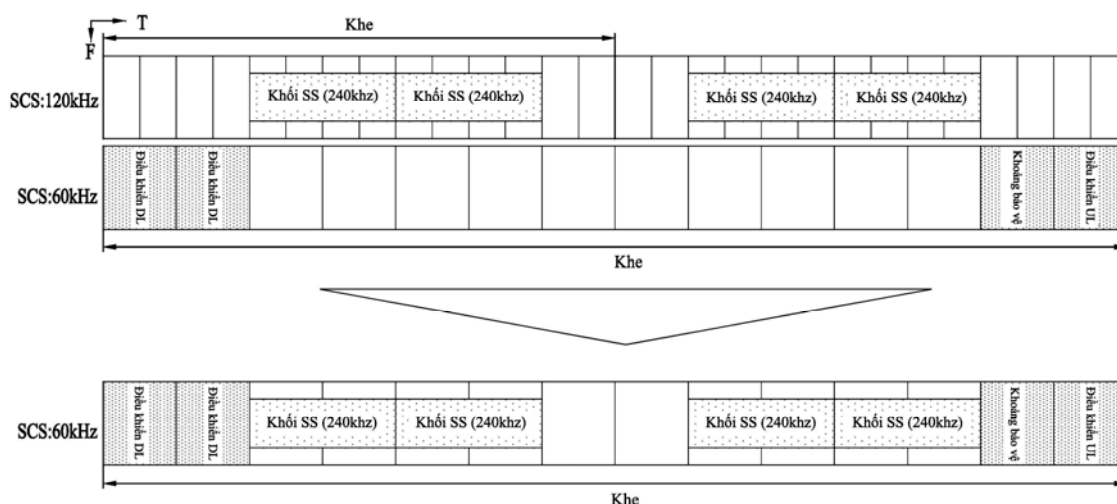 T
F
Khe
SCS:120kHz
Khối SS (240khz)
Khối SS (240khz)
Khối SS (240khz)
Khối SS (240khz)
SCS:60kHz
Điều khiển DL
Điều khiển DL
Khoảng bảo vệ
Điều khiển UL
Khe
SCS:60kHz
Điều khiển DL
Điều khiển DL
Khối SS (240khz)
Khối SS (240khz)
Khối SS (240khz)
Khối SS (240khz)
Khoảng bảo vệ
Điều khiển UL
Khe